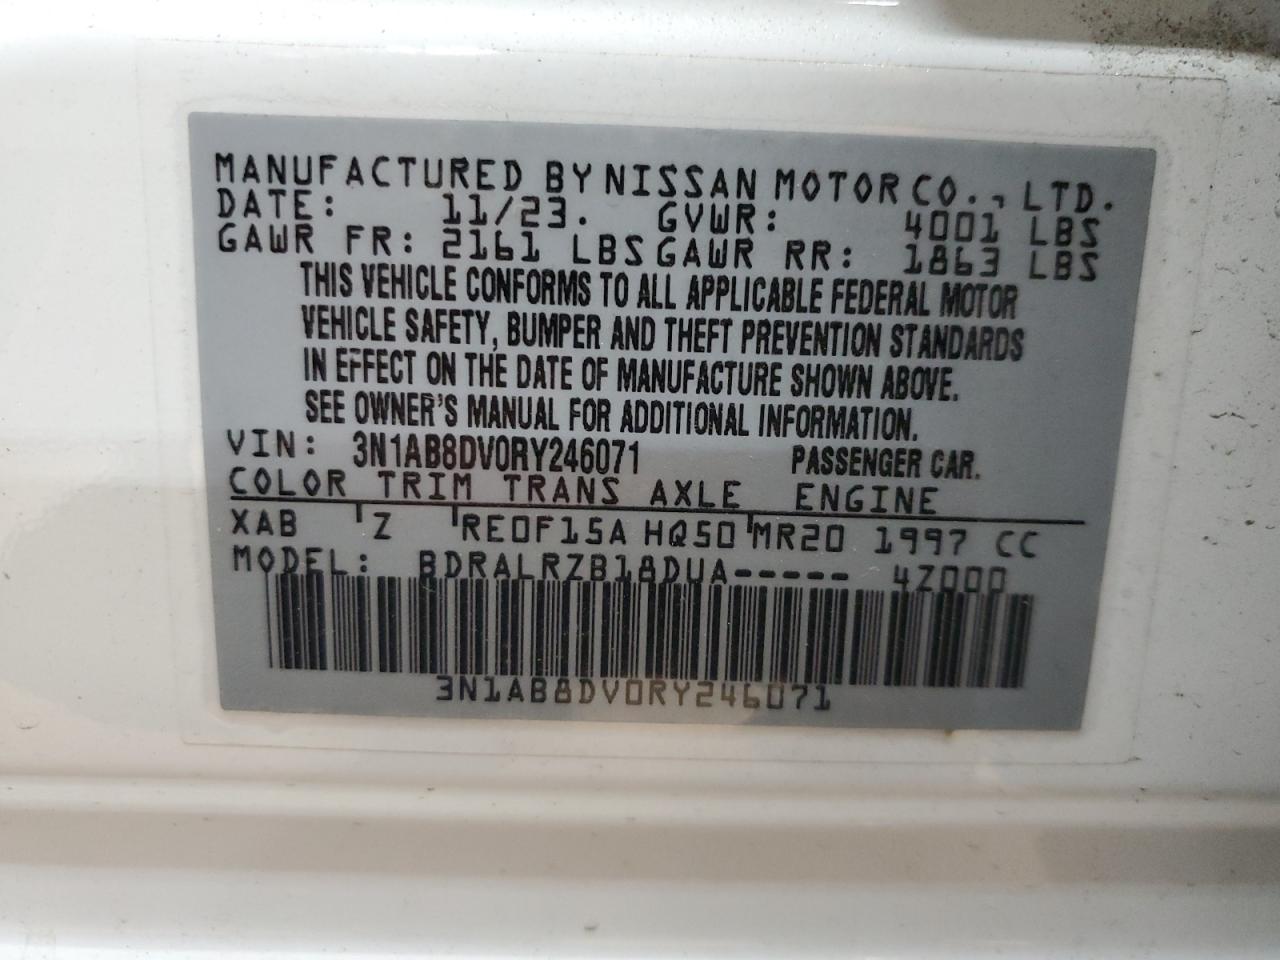 MANUFACTURED BY NISSAN MOTOR CO., LTD.
DATE: 11/23. GVWR: 4001 LBS
GAWR FR: 2161 LBS GAWR RR: 1863 LBS
THIS VEHICLE CONFORMS TO ALL APPLICABLE FEDERAL MOTOR
VEHICLE SAFETY, BUMPER AND THEFT PREVENTION STANDARDS
IN EFFECT ON THE DATE OF MANUFACTURE SHOWN ABOVE.
SEE OWNER'S MANUAL FOR ADDITIONAL INFORMATION.
VIN: 3N1AB8DV0RY246071 PASSENGER CAR.
COLOR TRIM TRANS AXLE ENGINE
XAB Z RE0F15A HQ50 MR20 1997 CC
MODEL: BDRALRZB18DUA----- 4Z000
3N1AB8DV0RY246071